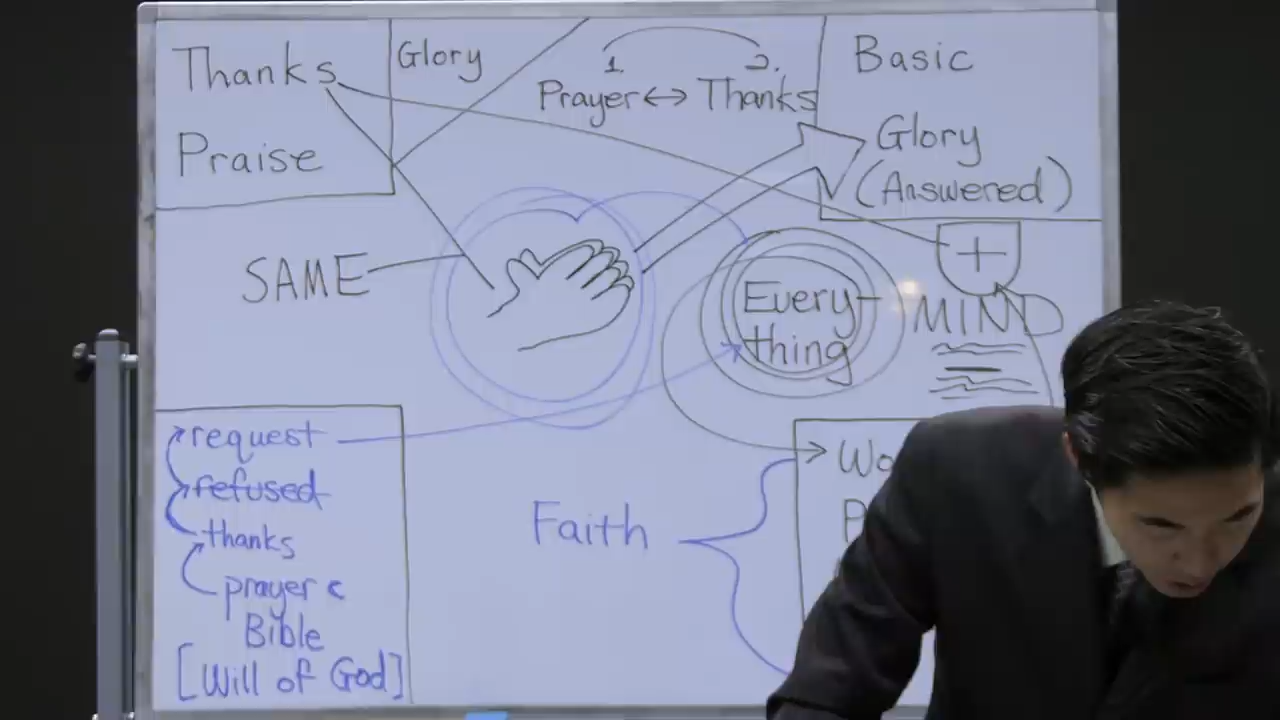 Thanks
Praise
Glory
1. 2.
Prayer ↔ Thanks
Basic
Glory
(Answered)
SAME
Every-
thing
MIND
request
refused
thanks
prayer
Bible
[Will of God]
Faith